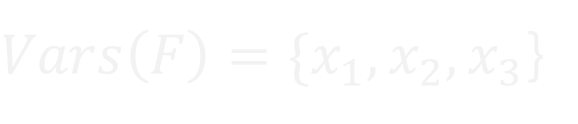 Vars(F) = {x₁, x₂, x₃}